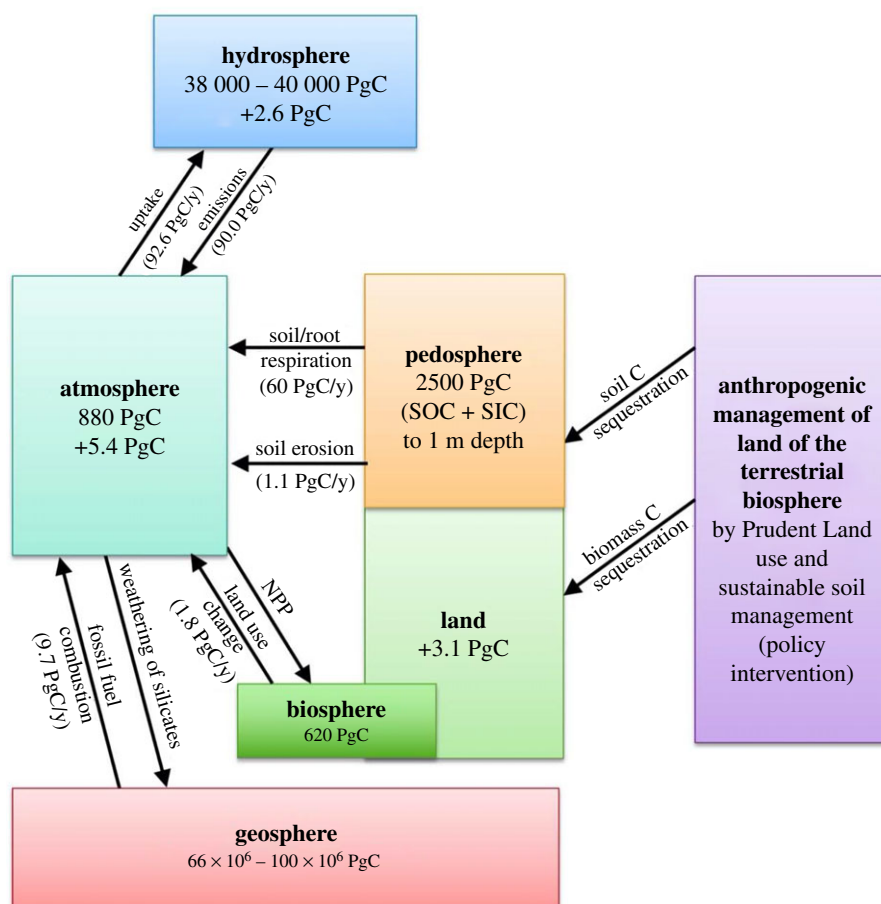 hydrosphere
38 000 – 40 000 PgC
+2.6 PgC
uptake
(92.6 PgC/y)
emissions
(90.0 PgC/y)
atmosphere
880 PgC
+5.4 PgC
soil/root
respiration
(60 PgC/y)
soil erosion
(1.1 PgC/y)
pedosphere
2500 PgC
(SOC + SIC)
to 1 m depth
soil C
sequestration
biomass C
sequestration
anthropogenic
management of
land of the
terrestrial
biosphere
by Prudent Land
use and
sustainable soil
management
(policy
intervention)
land
+3.1 PgC
NPP
land use
change
(1.8 PgC/y)
weathering of silicates
fossil fuel
combustion
(9.7 PgC/y)
biosphere
620 PgC
geosphere
66 × 10⁶ – 100 × 10⁶ PgC